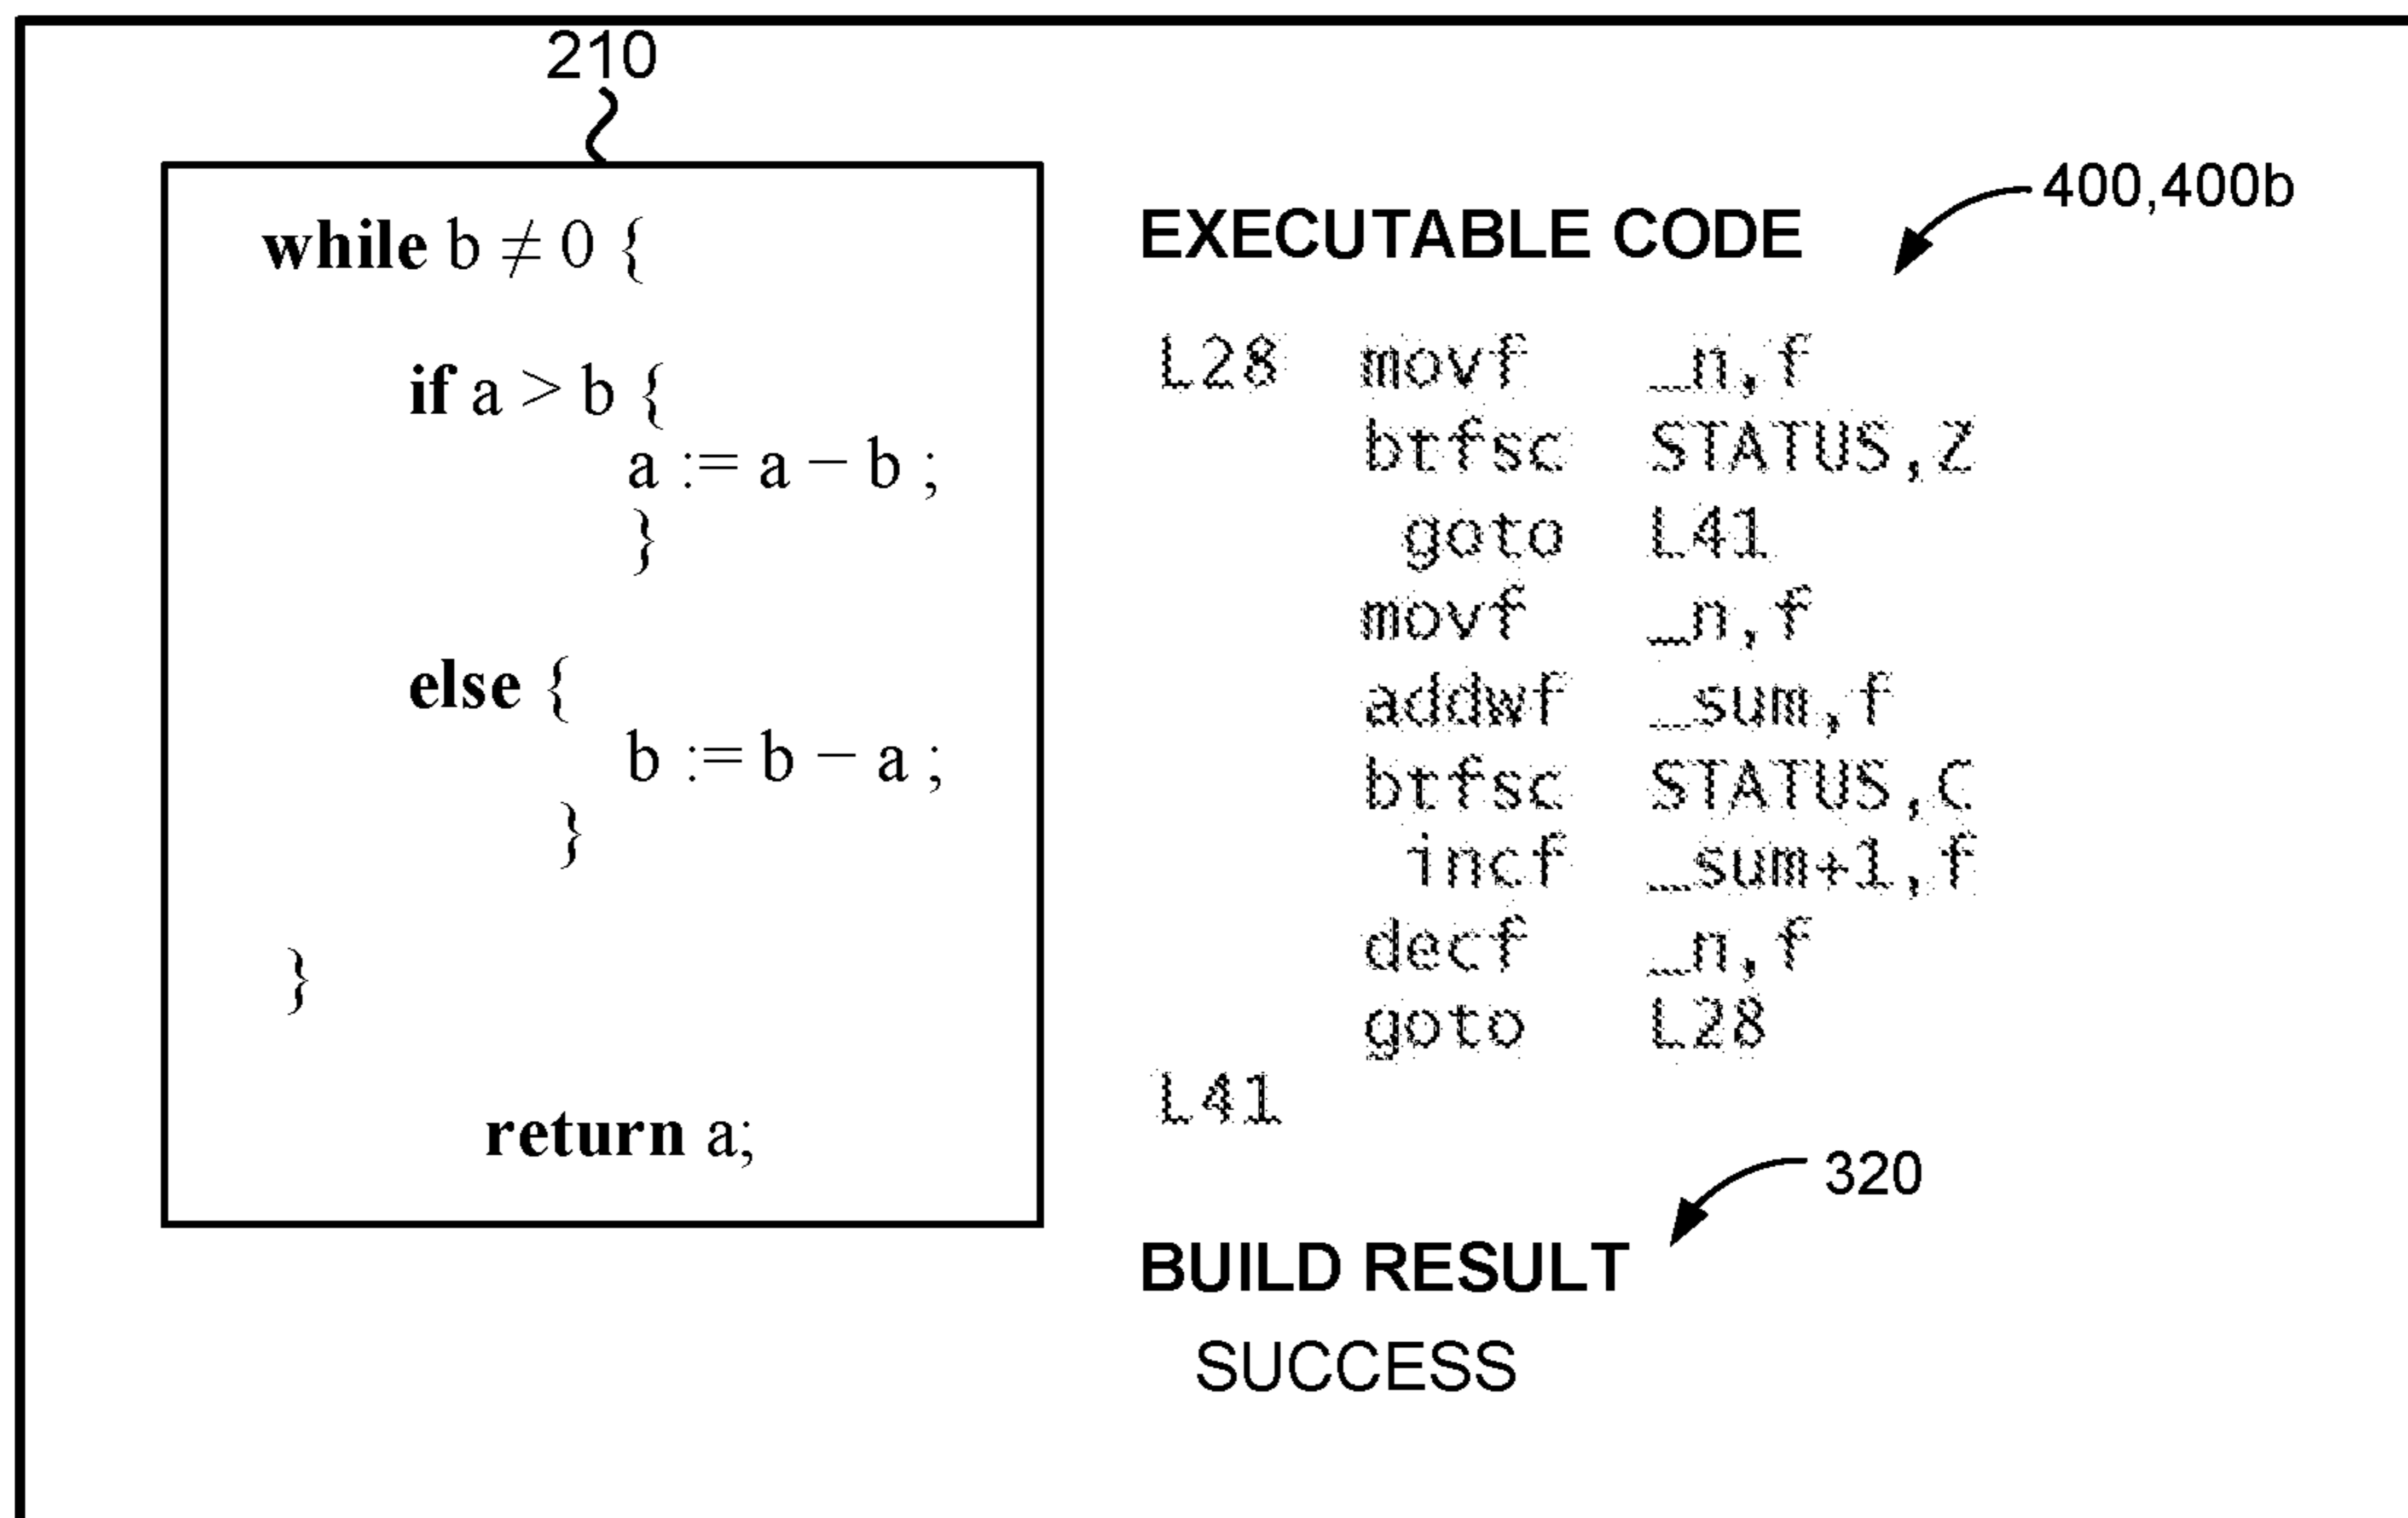 210
while b ≠ 0 {
if a > b {
a := a − b ;
}
else {
b := b − a ;
}
}
return a;
400,400b
EXECUTABLE CODE
L28 movf _n,f
btfsc STATUS,Z
goto L41
movf _n,f
addwf _sum,f
btfsc STATUS,C
incf _sum+1,f
decf _n,f
goto L28
L41
320
BUILD RESULT
SUCCESS